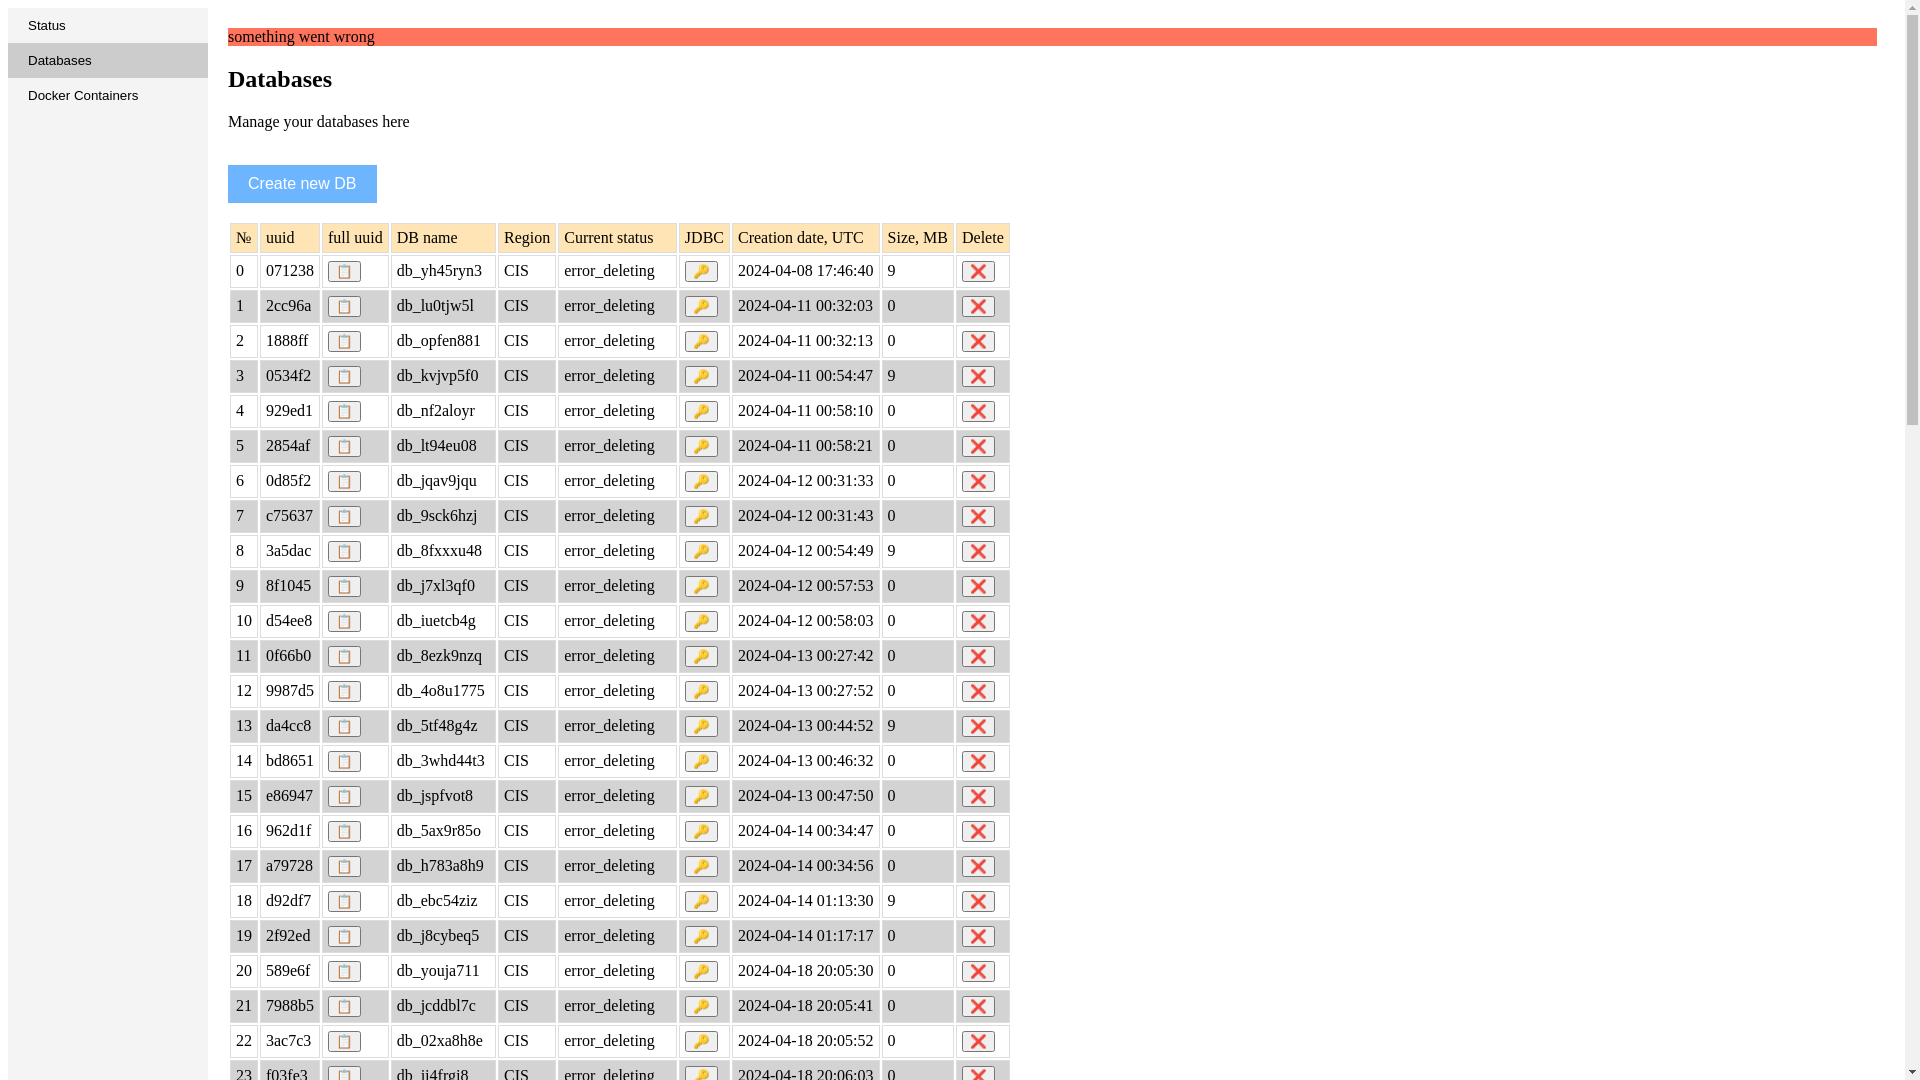 Status
Databases
Docker Containers
something went wrong
Databases
Manage your databases here
Create new DB
№ uuid full uuid DB name Region Current status JDBC Creation date, UTC Size, MB Delete
0 071238 db_yh45ryn3 CIS error_deleting 2024-04-08 17:46:40 9
1 2cc96a db_lu0tjw5l CIS error_deleting 2024-04-11 00:32:03 0
2 1888ff db_opfen881 CIS error_deleting 2024-04-11 00:32:13 0
3 0534f2 db_kvjvp5f0 CIS error_deleting 2024-04-11 00:54:47 9
4 929ed1 db_nf2aloyr CIS error_deleting 2024-04-11 00:58:10 0
5 2854af db_lt94eu08 CIS error_deleting 2024-04-11 00:58:21 0
6 0d85f2 db_jqav9jqu CIS error_deleting 2024-04-12 00:31:33 0
7 c75637 db_9sck6hzj CIS error_deleting 2024-04-12 00:31:43 0
8 3a5dac db_8fxxxu48 CIS error_deleting 2024-04-12 00:54:49 9
9 8f1045 db_j7xl3qf0 CIS error_deleting 2024-04-12 00:57:53 0
10 d54ee8 db_iuetcb4g CIS error_deleting 2024-04-12 00:58:03 0
11 0f66b0 db_8ezk9nzq CIS error_deleting 2024-04-13 00:27:42 0
12 9987d5 db_4o8u1775 CIS error_deleting 2024-04-13 00:27:52 0
13 da4cc8 db_5tf48g4z CIS error_deleting 2024-04-13 00:44:52 9
14 bd8651 db_3whd44t3 CIS error_deleting 2024-04-13 00:46:32 0
15 e86947 db_jspfvot8 CIS error_deleting 2024-04-13 00:47:50 0
16 962d1f db_5ax9r85o CIS error_deleting 2024-04-14 00:34:47 0
17 a79728 db_h783a8h9 CIS error_deleting 2024-04-14 00:34:56 0
18 d92df7 db_ebc54ziz CIS error_deleting 2024-04-14 01:13:30 9
19 2f92ed db_j8cybeq5 CIS error_deleting 2024-04-14 01:17:17 0
20 589e6f db_youja711 CIS error_deleting 2024-04-18 20:05:30 0
21 7988b5 db_jcddbl7c CIS error_deleting 2024-04-18 20:05:41 0
22 3ac7c3 db_02xa8h8e CIS error_deleting 2024-04-18 20:05:52 0
23 f03fe3 CIS error_deleting 2024-04-18 20:06:03 0